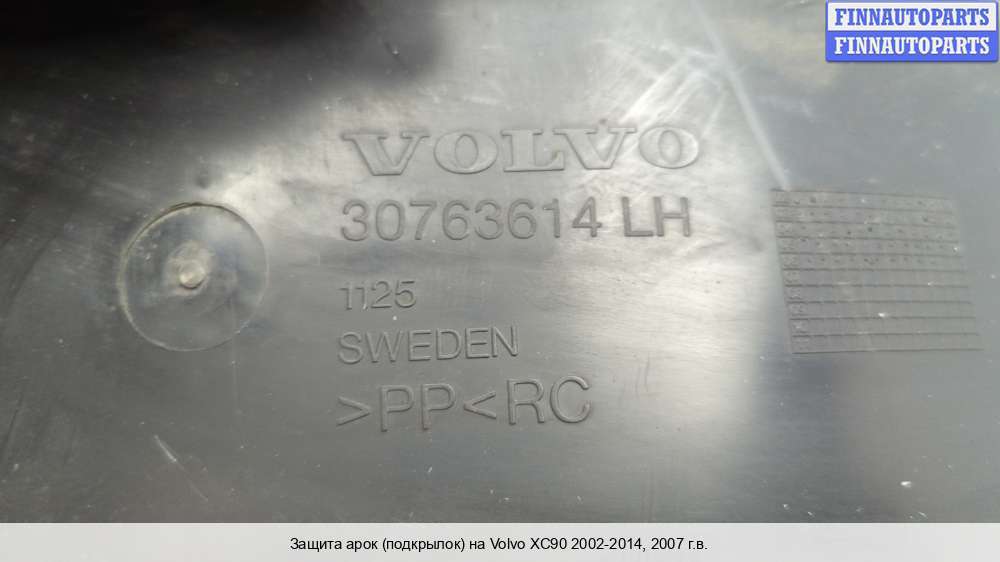 FINNAUTOPARTS
FINNAUTOPARTS
VOLVO
30763614 LH
1125
SWEDEN
>PP<RC
Защита арок (подкрылок) на Volvo XC90 2002-2014, 2007 г.в.